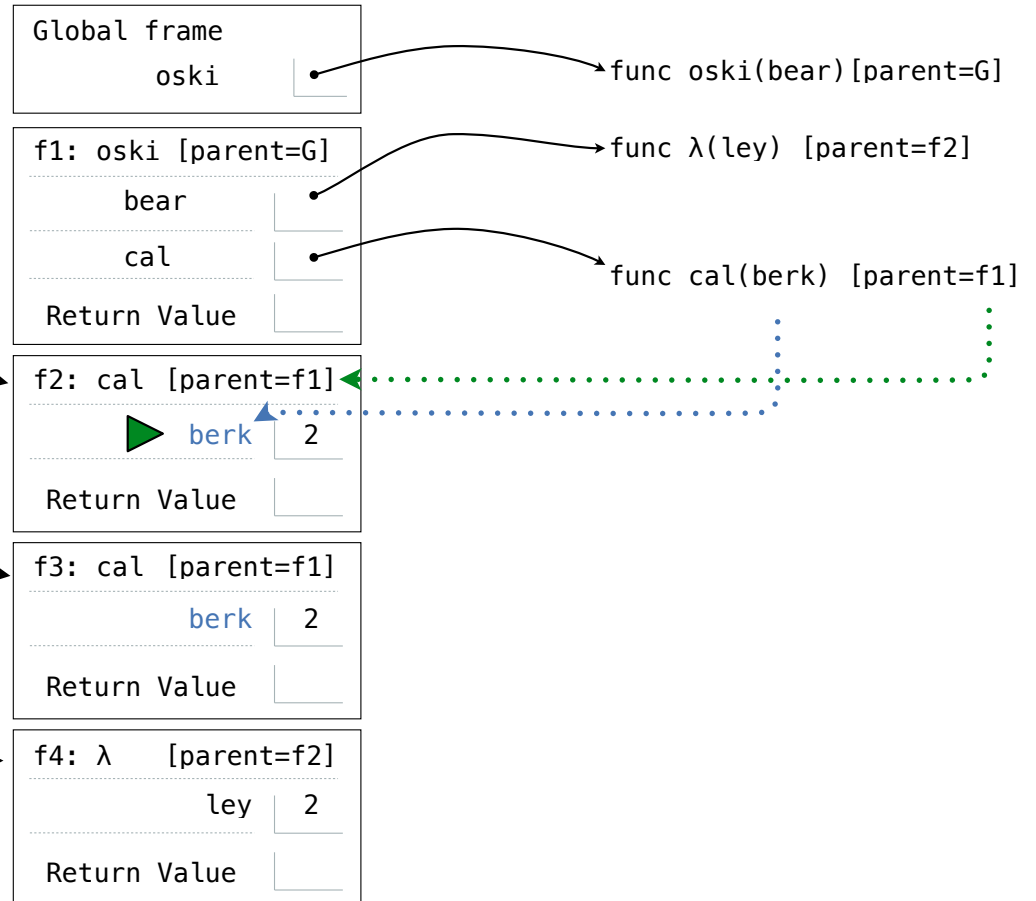 Global frame
oski
func oski(bear)[parent=G]
f1: oski [parent=G]
func λ(ley) [parent=f2]
bear
cal
func cal(berk) [parent=f1]
Return Value
f2: cal [parent=f1]
berk 2
Return Value
f3: cal [parent=f1]
berk 2
Return Value
f4: λ [parent=f2]
ley 2
Return Value